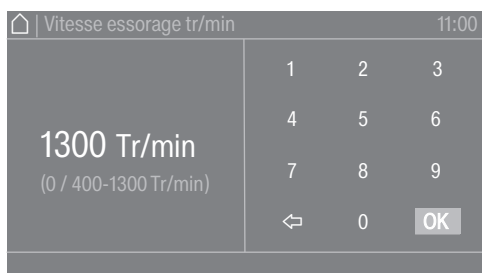 | Vitesse essorage tr/min 11:00
1300 Tr/min
(0 / 400-1300 Tr/min)
1 2 3
4 5 6
7 8 9
0 OK